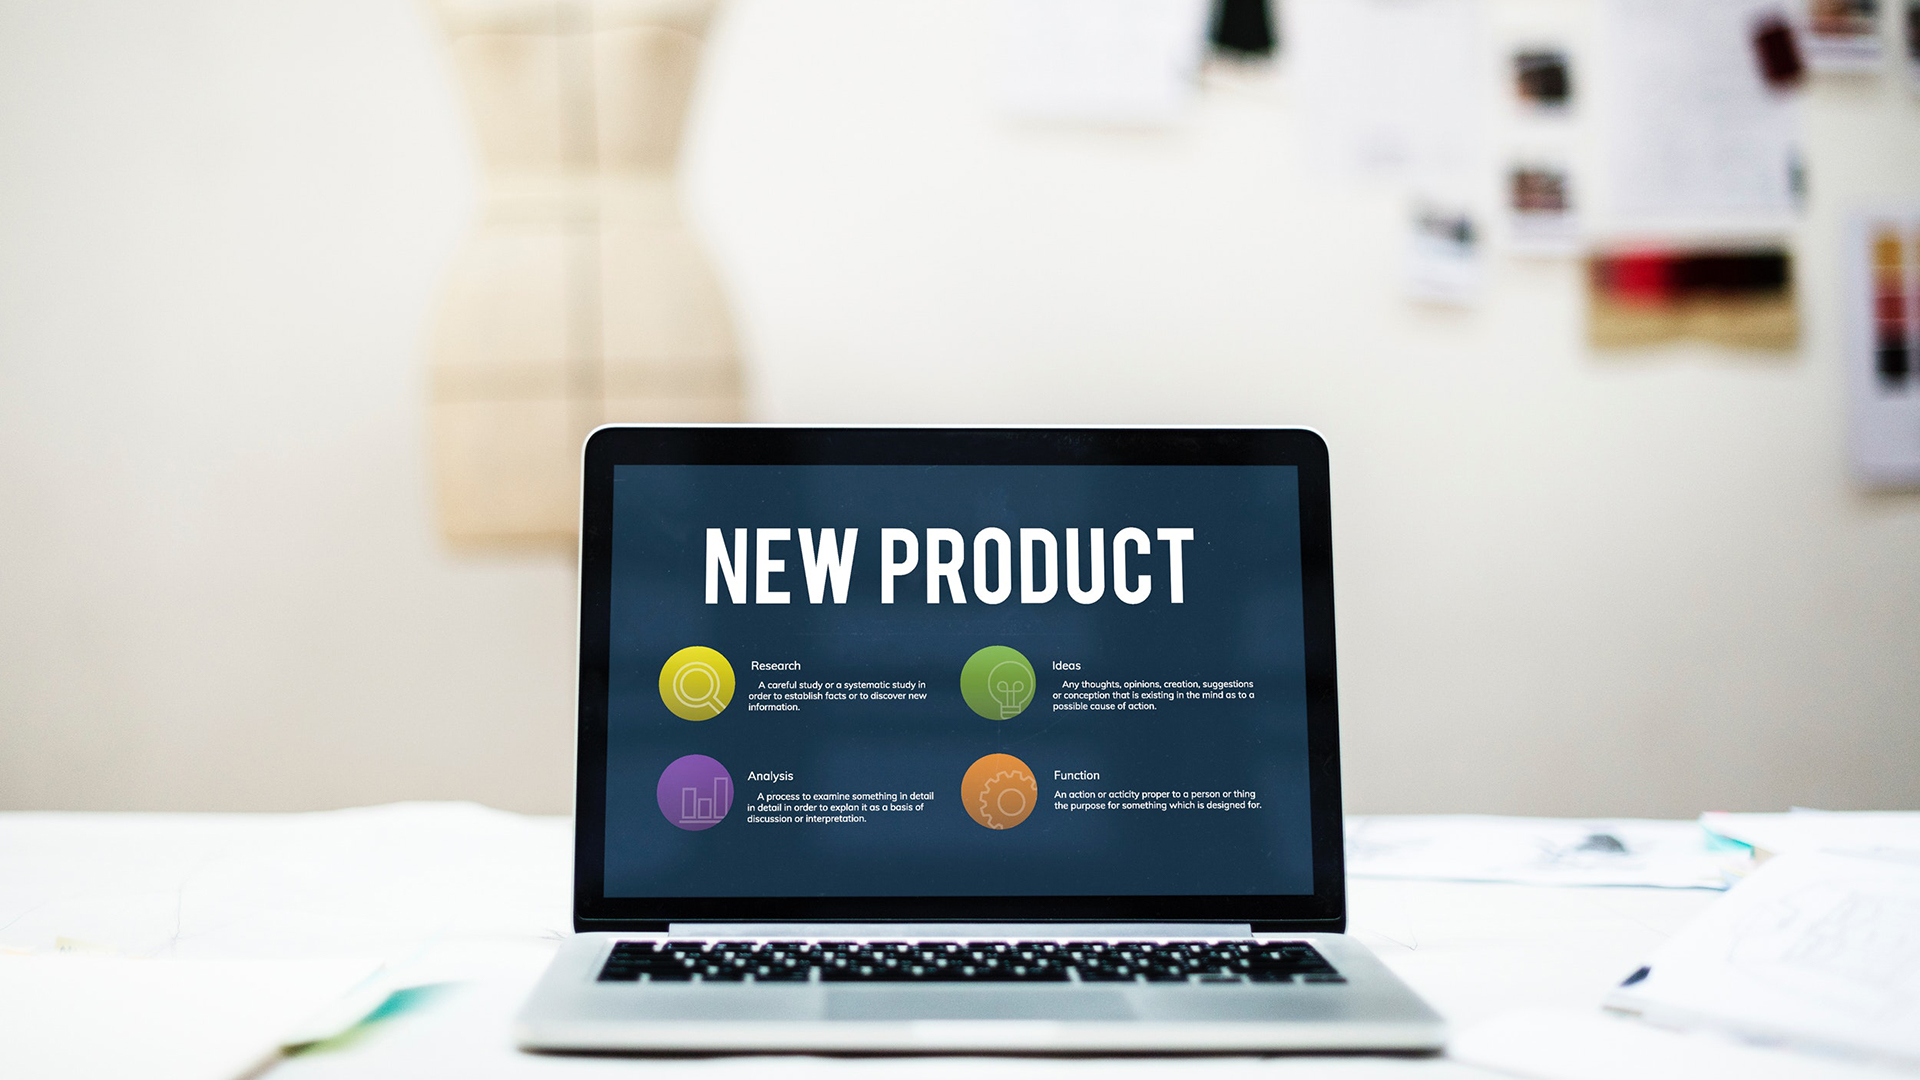 NEW PRODUCT
Research
A careful study or a systematic study in
order to establish facts or to discover new
information.
Ideas
Any thoughts, opinions, creation, suggestions
or conception that is existing in the mind as to a
possible cause of action.
Analysis
A process to examine something in detail
in detail in order to explan it as a basis of
discussion or interpretation.
Function
An action or acticity proper to a person or thing
the purpose for something which is designed for.